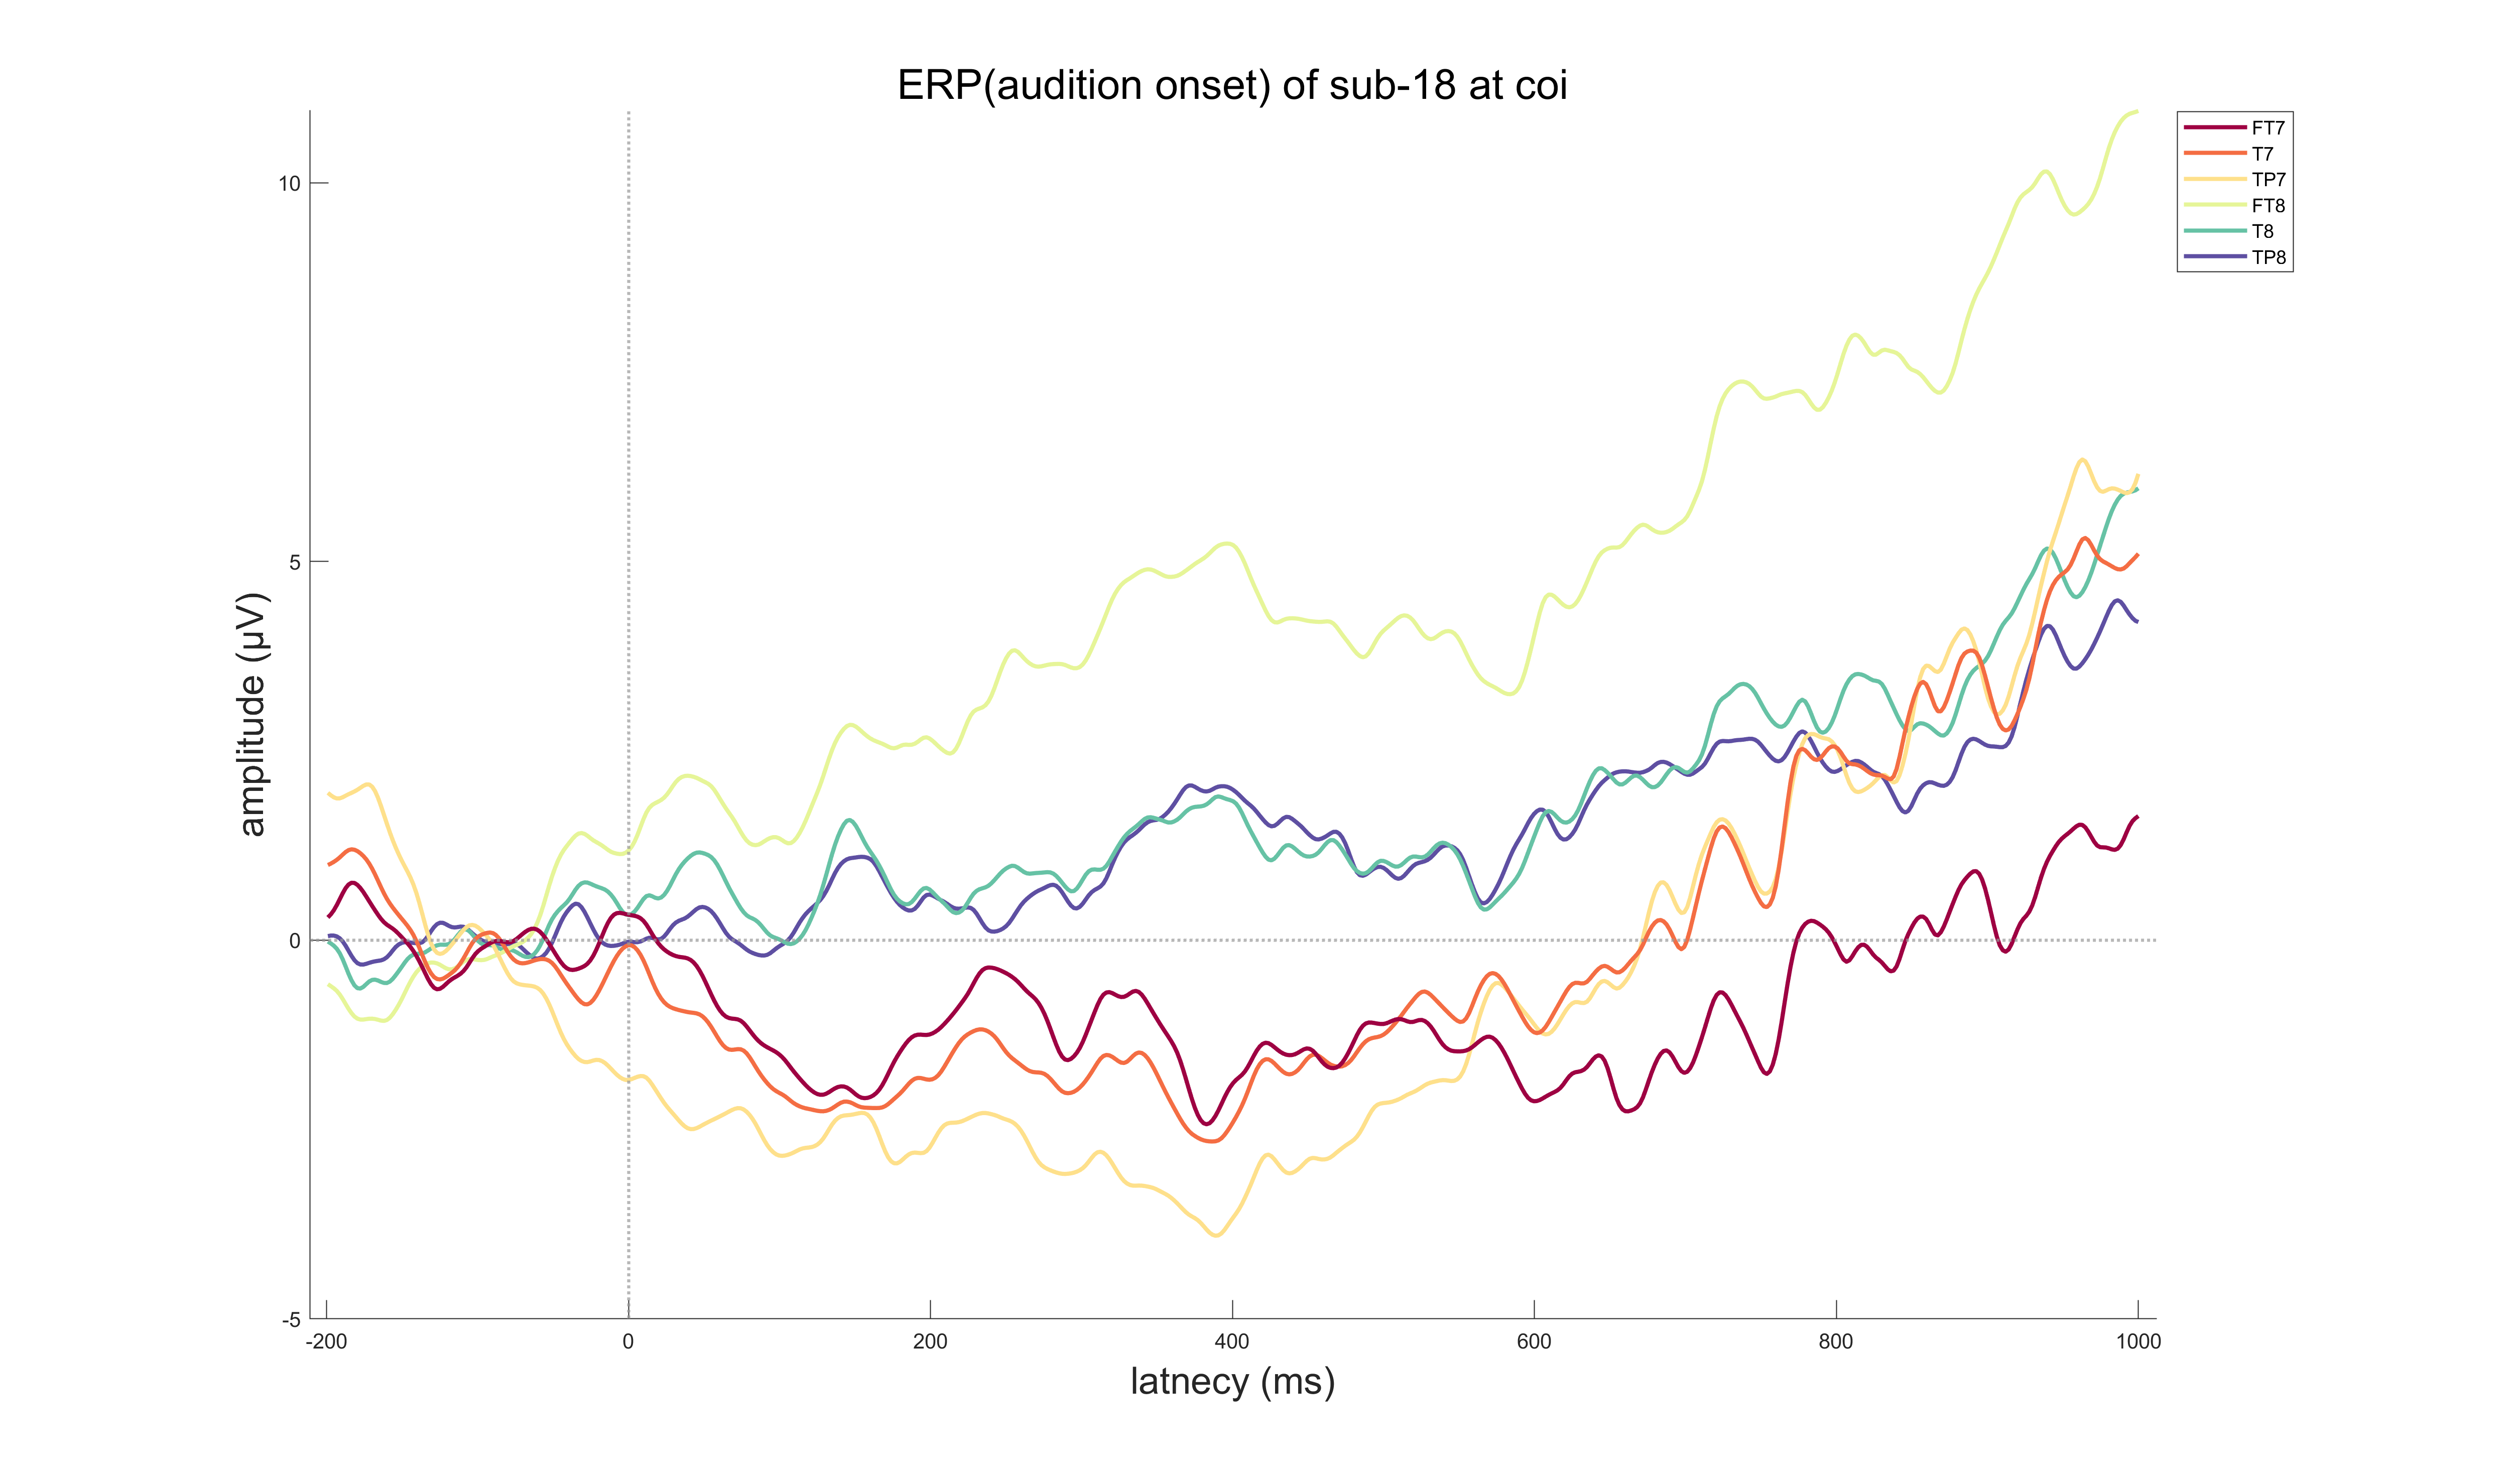 ERP(audition onset) of sub-18 at coi
FT7
T7
TP7
FT8
T8
TP8
10
5
0
-5
amplitude (µV)
-200 0 200 400 600 800 1000
latnecy (ms)